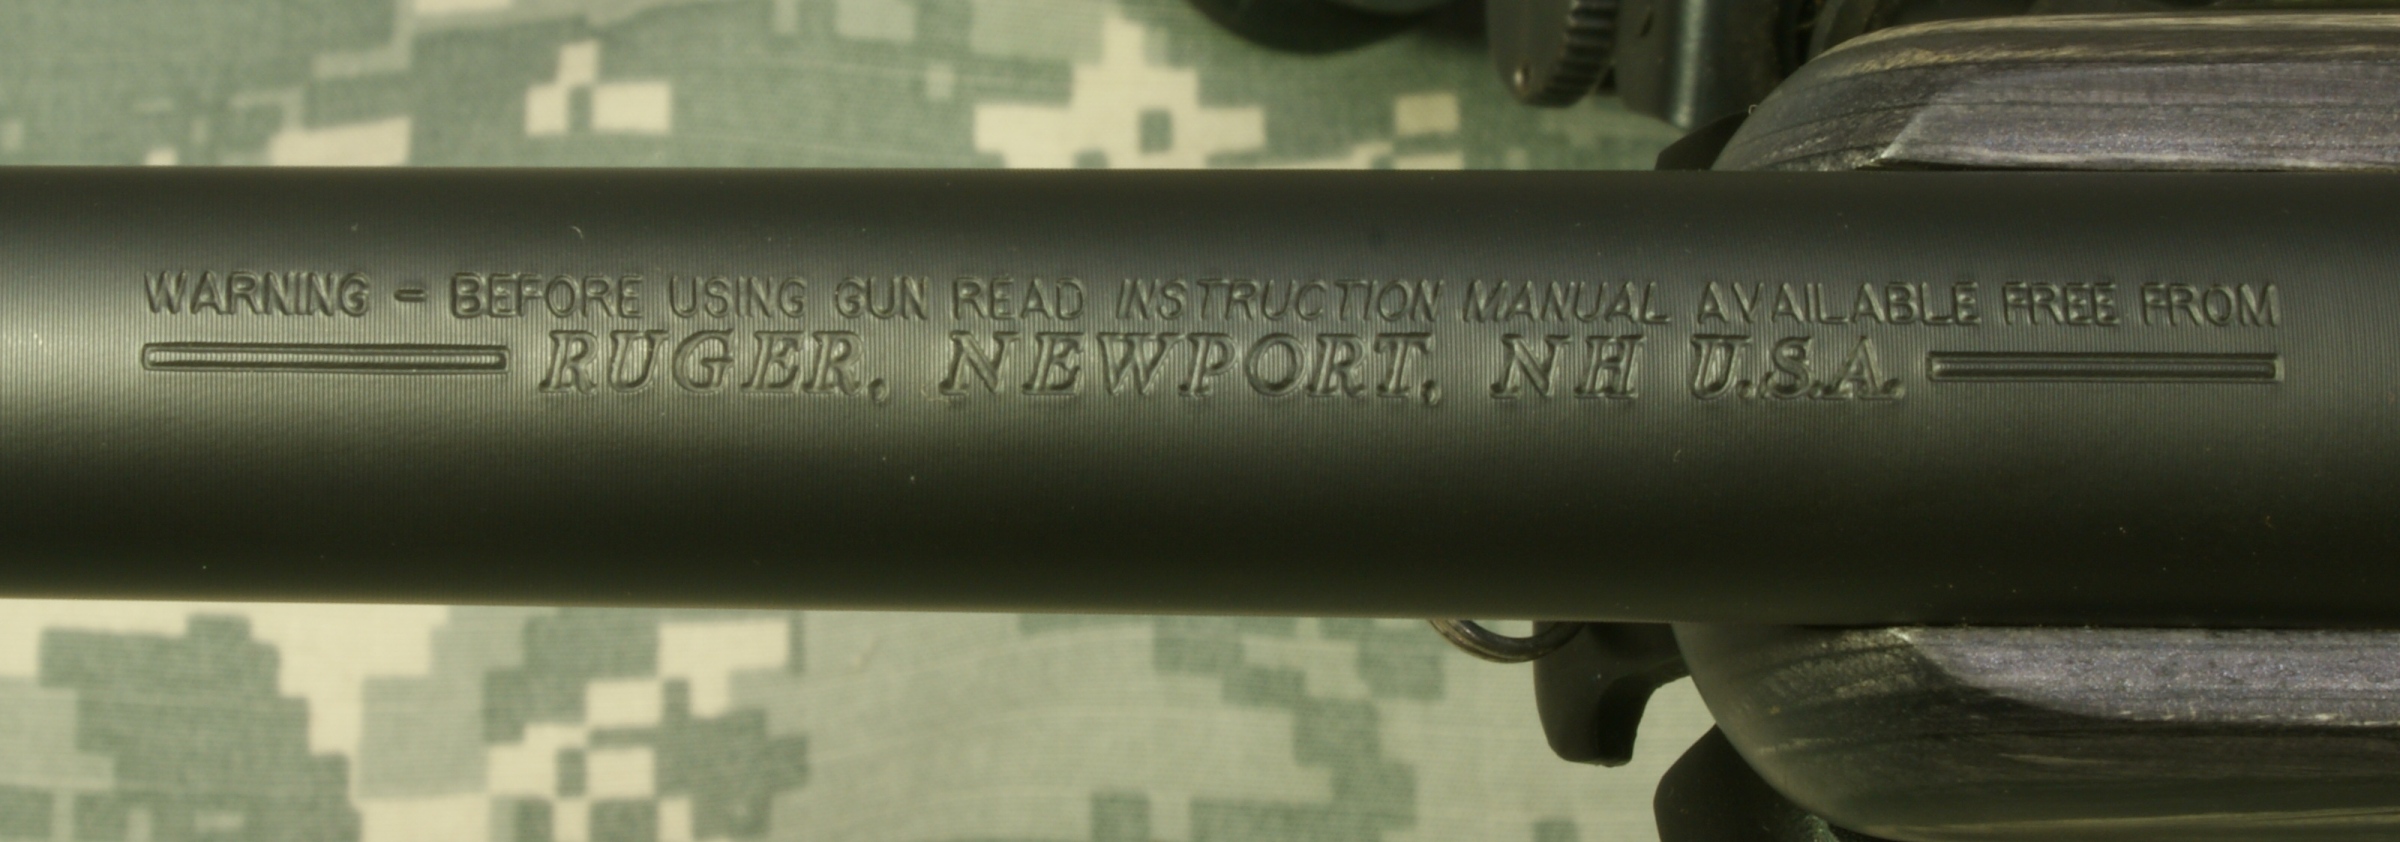 WARNING - BEFORE USING GUN READ INSTRUCTION MANUAL AVAILABLE FREE FROM
RUGER, NEWPORT, NH U.S.A.